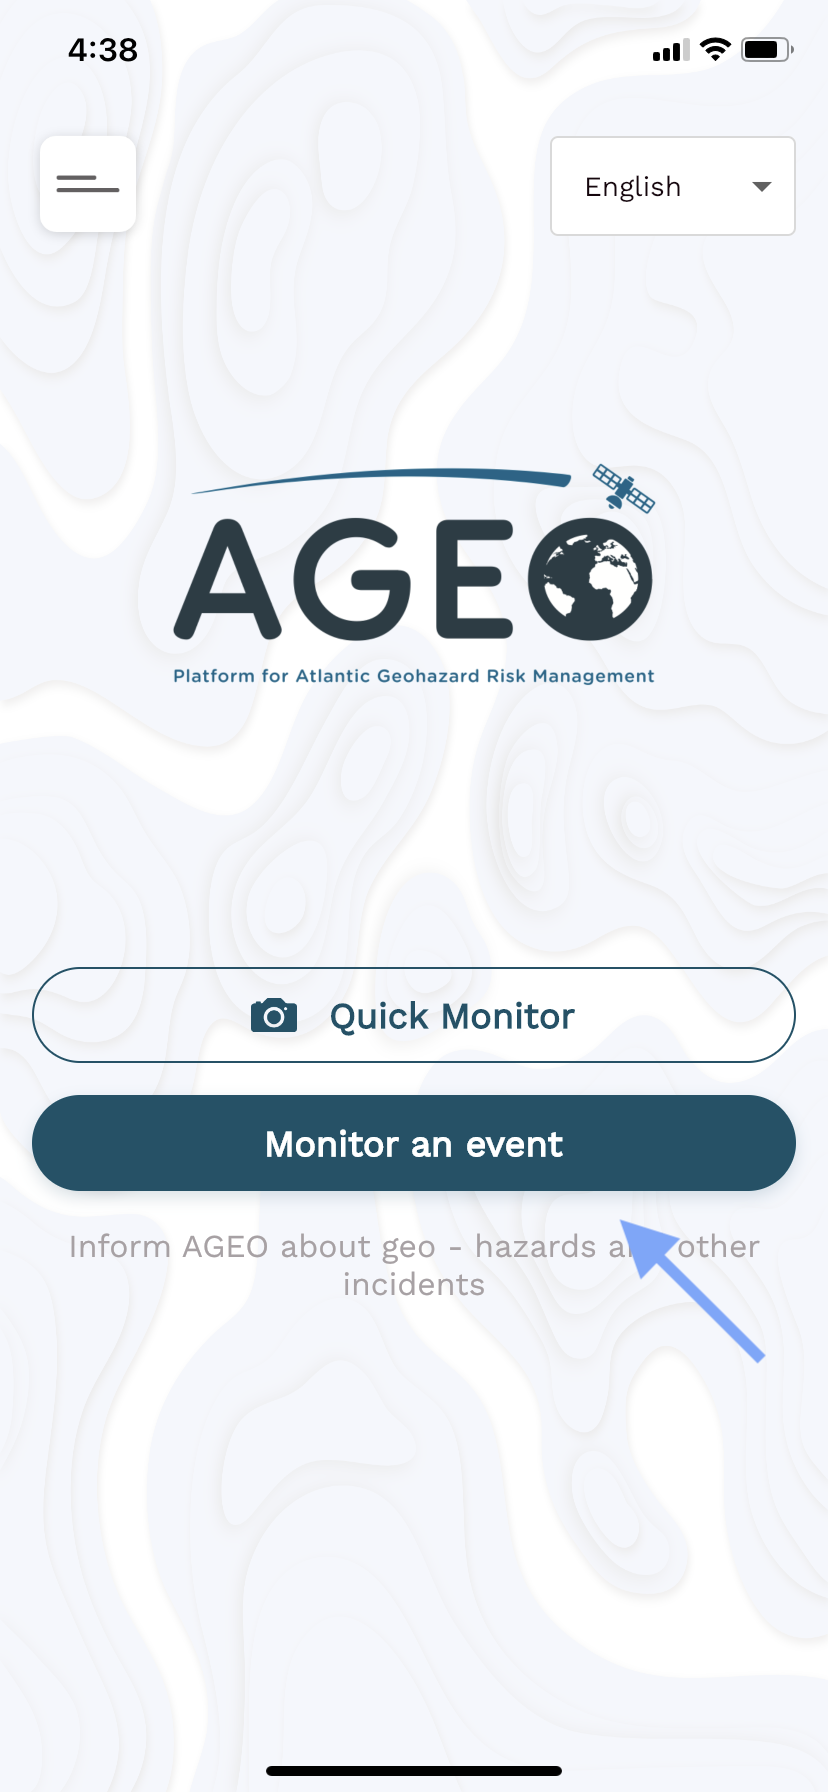 4:38
English
AGEO
Platform for Atlantic Geohazard Risk Management
Quick Monitor
Monitor an event
Inform AGEO about geo - hazards other
incidents